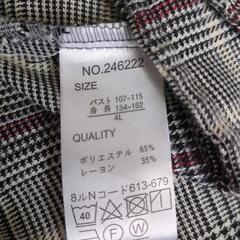 NO.246222
SIZE
バスト 107-115
身 長 154-162
4L
QUALITY
ポリエステル 65%
レーヨン 35%
8ルNコード613-679
40
F W